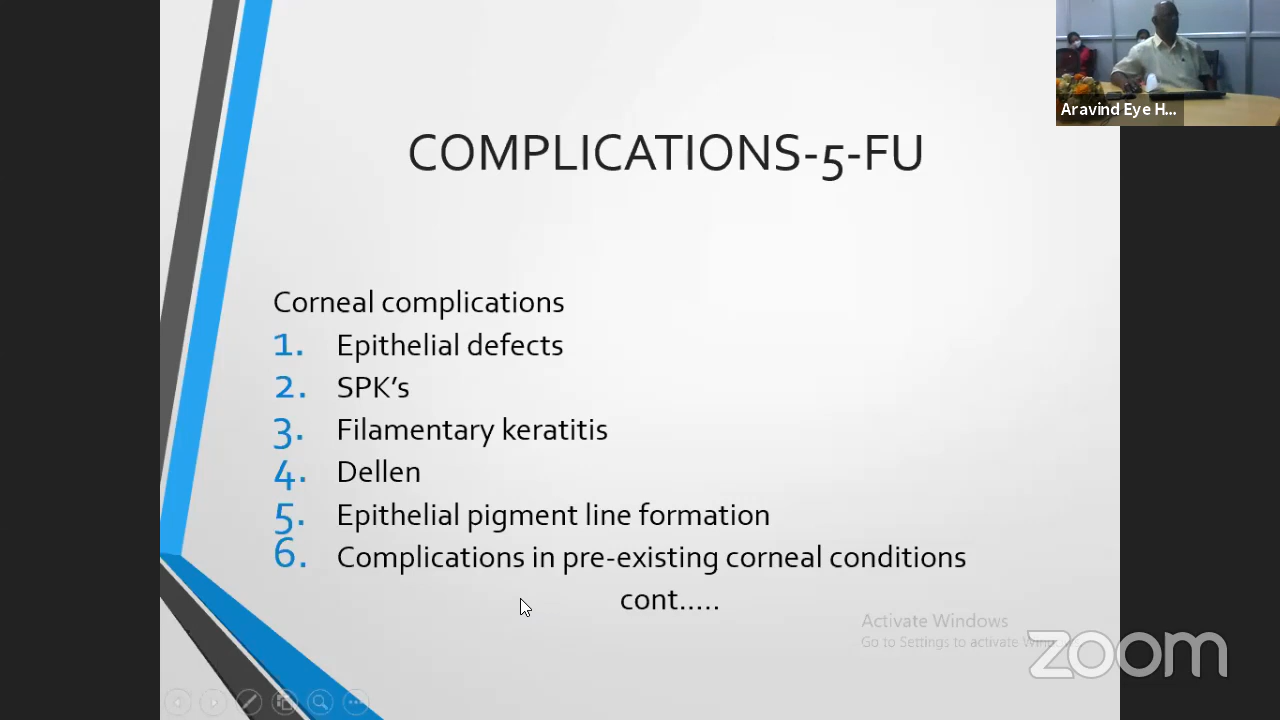 Aravind Eye H...
COMPLICATIONS-5-FU
Corneal complications
1. Epithelial defects
2. SPK’s
3. Filamentary keratitis
4. Dellen
5. Epithelial pigment line formation
6. Complications in pre-existing corneal conditions
cont.....
Activate Windows
Go to Settings to activate
zoom